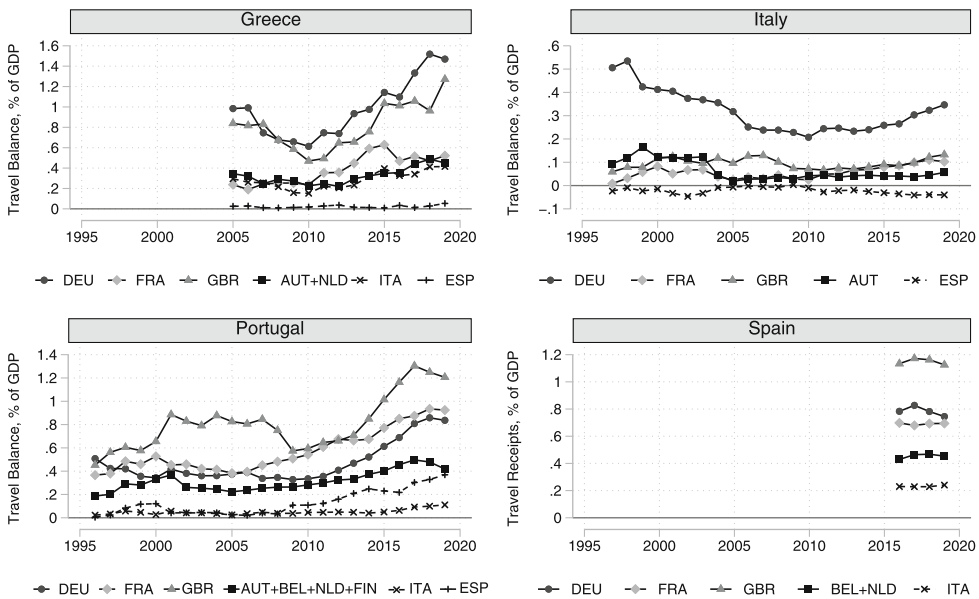 Greece
Travel Balance, % of GDP
1.6
1.4
1.2
1
.8
.6
.4
.2
0
1995 2000 2005 2010 2015 2020
DEU FRA GBR AUT+NLD ITA ESP
Italy
Travel Balance, % of GDP
.6
.5
.4
.3
.2
.1
0
-.1
1995 2000 2005 2010 2015 2020
DEU FRA GBR AUT ESP
Portugal
Travel Balance, % of GDP
1.4
1.2
1
.8
.6
.4
.2
0
1995 2000 2005 2010 2015 2020
DEU FRA GBR AUT+BEL+NLD+FIN ITA ESP
Spain
Travel Receipts, % of GDP
1.2
1
.8
.6
.4
.2
0
1995 2000 2005 2010 2015 2020
DEU FRA GBR BEL+NLD ITA